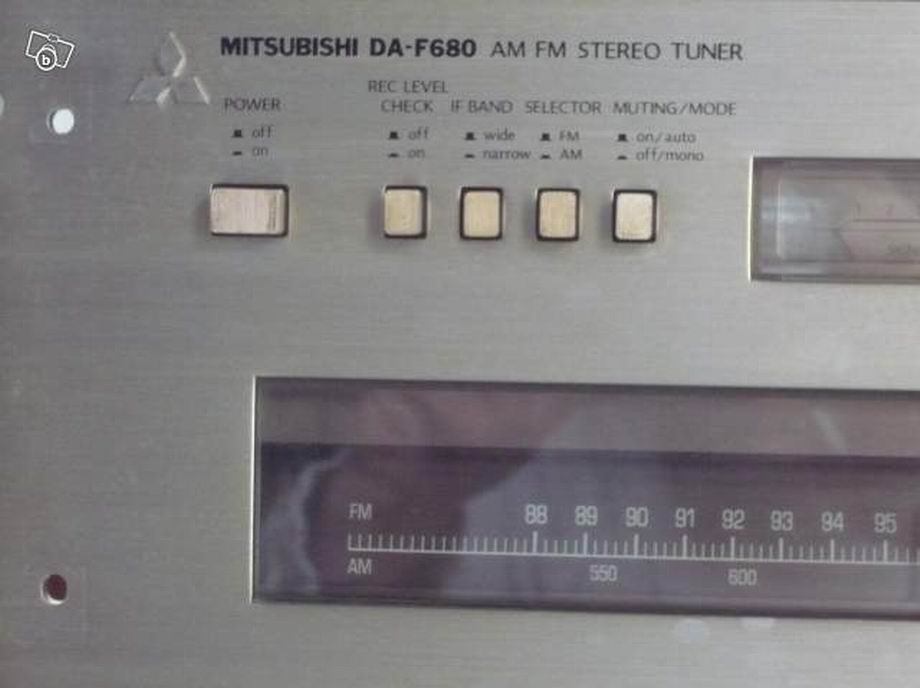 MITSUBISHI DA-F680 AM FM STEREO TUNER
REC LEVEL
POWER CHECK IF BAND SELECTOR MUTING/MODE
off off wide FM on/auto
on on narrow AM off/mono
FM 88 89 90 91 92 93 94 95
AM 550 600
b